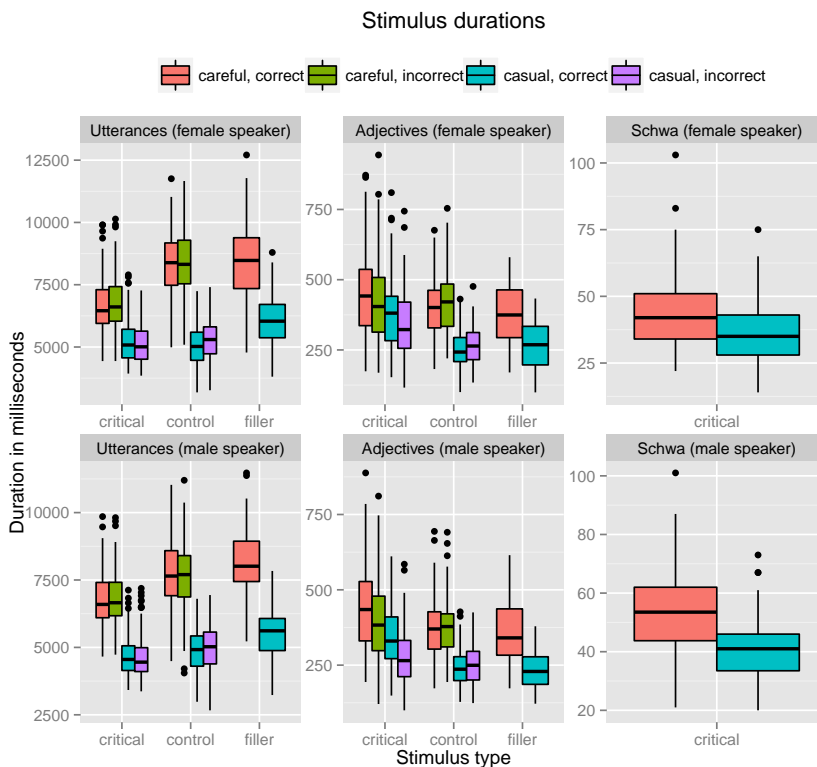 Stimulus durations
careful, correct careful, incorrect casual, correct casual, incorrect
Utterances (female speaker) Adjectives (female speaker) Schwa (female speaker)
12500
10000
7500
5000
750
500
250
100
75
50
25
critical control filler critical control filler critical
Utterances (male speaker) Adjectives (male speaker) Schwa (male speaker)
10000
7500
5000
2500
750
500
250
100
80
60
40
20
critical control filler critical control filler critical
Duration in milliseconds
Stimulus type